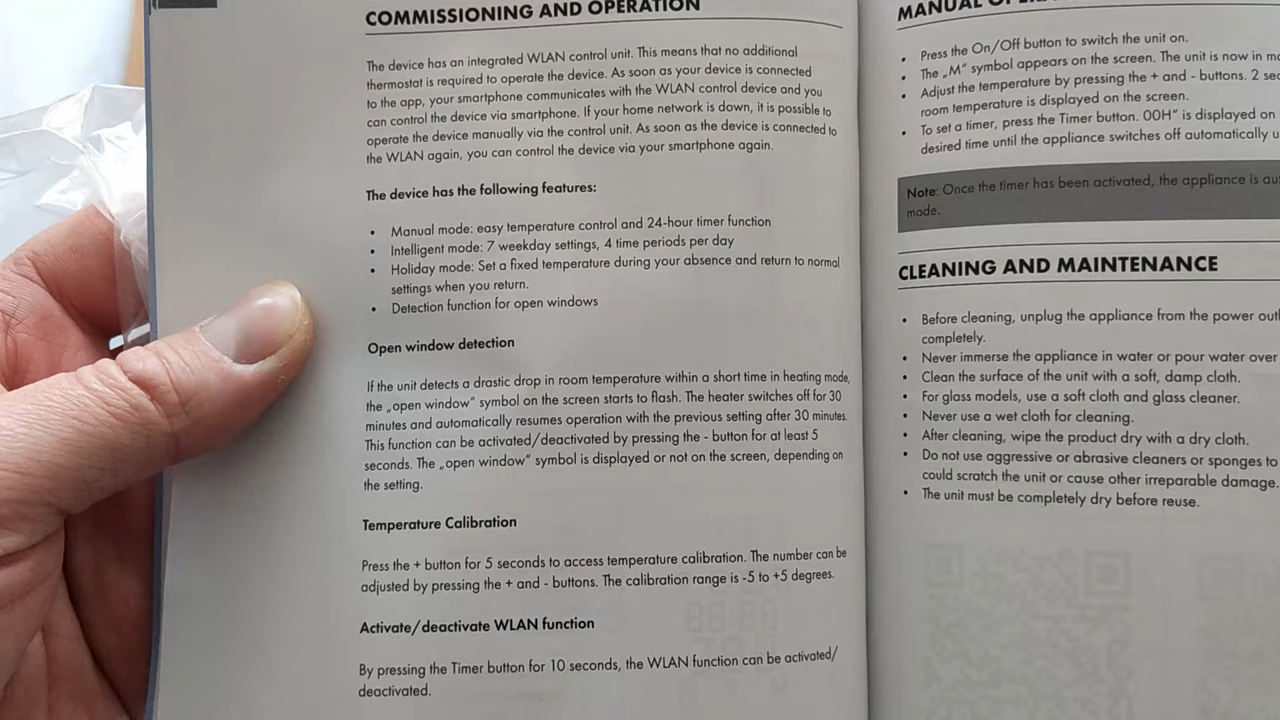 COMMISSIONING AND OPERATION
The device has an integrated WLAN control unit. This means that no additional
thermostat is required to operate the device. As soon as your device is connected
to the app, your smartphone communicates with the WLAN control device and you
can control the device via smartphone. If your home network is down, it is possible to
operate the device manually via the control unit. As soon as the device is connected to
the WLAN again, you can control the device via your smartphone again.
The device has the following features:
• Manual mode: easy temperature control and 24-hour timer function
• Intelligent mode: 7 weekday settings, 4 time periods per day
• Holiday mode: Set a fixed temperature during your absence and return to normal
settings when you return.
• Detection function for open windows
Open window detection
If the unit detects a drastic drop in room temperature within a short time in heating mode,
the „open window" symbol on the screen starts to flash. The heater switches off for 30
minutes and automatically resumes operation with the previous setting after 30 minutes.
This function can be activated/deactivated by pressing the - button for at least 5
seconds. The „open window" symbol is displayed or not on the screen, depending on
the setting.
Temperature Calibration
Press the + button for 5 seconds to access temperature calibration. The number can be
adjusted by pressing the + and - buttons. The calibration range is -5 to +5 degrees.
Activate/deactivate WLAN function
By pressing the Timer button for 10 seconds, the WLAN function can be activated/
deactivated.
MANUAL
• Press the On/Off button to switch the unit on.
• The „M" symbol appears on the screen. The unit is now in
• Adjust the temperature by pressing the + and - buttons. 2
room temperature is displayed on the screen.
• To set a timer, press the Timer button. 00H" is displayed on
desired time until the appliance switches off automatically
Note: Once the timer has been activated, the appliance is
made.
CLEANING AND MAINTENANCE
• Before cleaning, unplug the appliance from the power
completely.
• Never immerse the appliance in water or pour water over
• Clean the surface of the unit with a soft, damp cloth.
• For glass models, use a soft cloth and glass cleaner.
• Never use a wet cloth for cleaning.
• After cleaning, wipe the product dry with a dry cloth.
• Do not use aggressive or abrasive cleaners or sponges to
could scratch the unit or cause other irreparable damage.
• The unit must be completely dry before reuse.